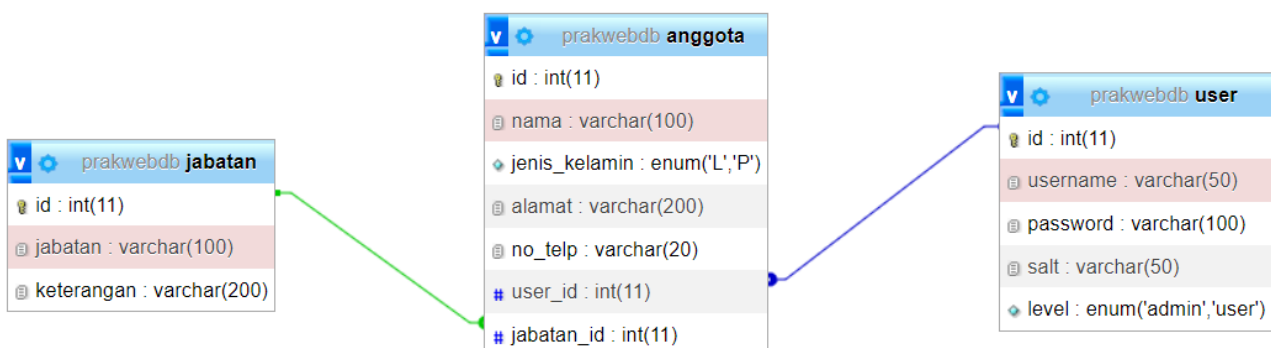 prakwebdb jabatan
id : int(11)
jabatan : varchar(100)
keterangan : varchar(200)
prakwebdb anggota
id : int(11)
nama : varchar(100)
jenis_kelamin : enum('L','P')
alamat : varchar(200)
no_telp : varchar(20)
# user_id : int(11)
# jabatan_id : int(11)
prakwebdb user
id : int(11)
username : varchar(50)
password : varchar(100)
salt : varchar(50)
level : enum('admin','user')